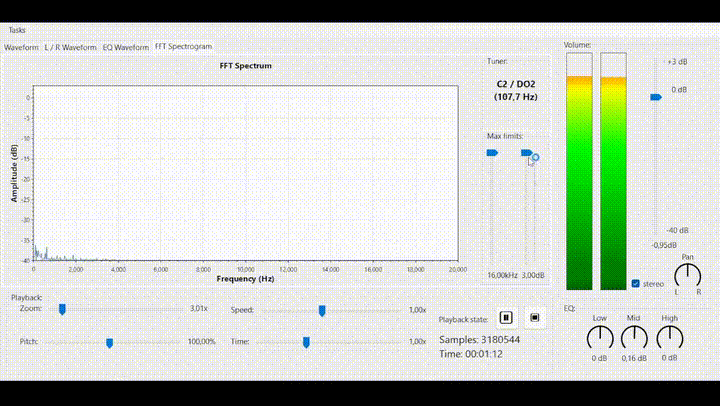 Tasks
Waveform L / R Waveform EQ Waveform FFT Spectrogram
FFT Spectrum
Amplitude (dB)
0
-5
-10
-15
-20
-25
-30
-35
-40
0 2,000 4,000 6,000 8,000 10,000 12,000 14,000 16,000 18,000 20,000
Frequency (Hz)
Tuner:
C2 / DO2
(107,7 Hz)
Max limits:
16,00kHz 3,00dB
Volume:
+3 dB
0 dB
-40 dB
-0,95dB
stereo
Pan
L R
Playback:
Zoom: 3,01x
Speed: 1,00x
Pitch: 100,00%
Time: 1,00x
Playback state:
Samples: 3180544
Time: 00:01:12
EQ:
Low Mid High
0 dB 0,16 dB 0 dB